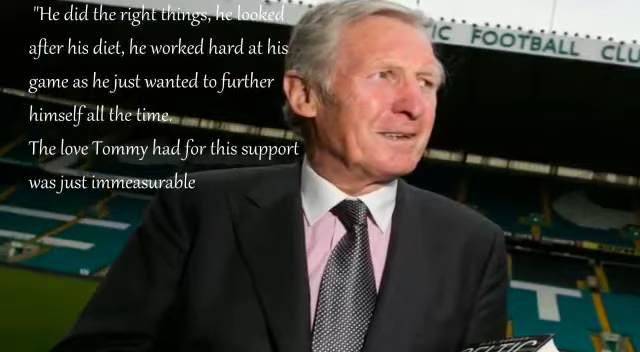 "He did the right things, he looked
after his diet, he worked hard at his
game as he just wanted to further
himself all the time.
The love Tommy had for this support
was just immeasurable
IC FOOTBALL CLU
CELTIC